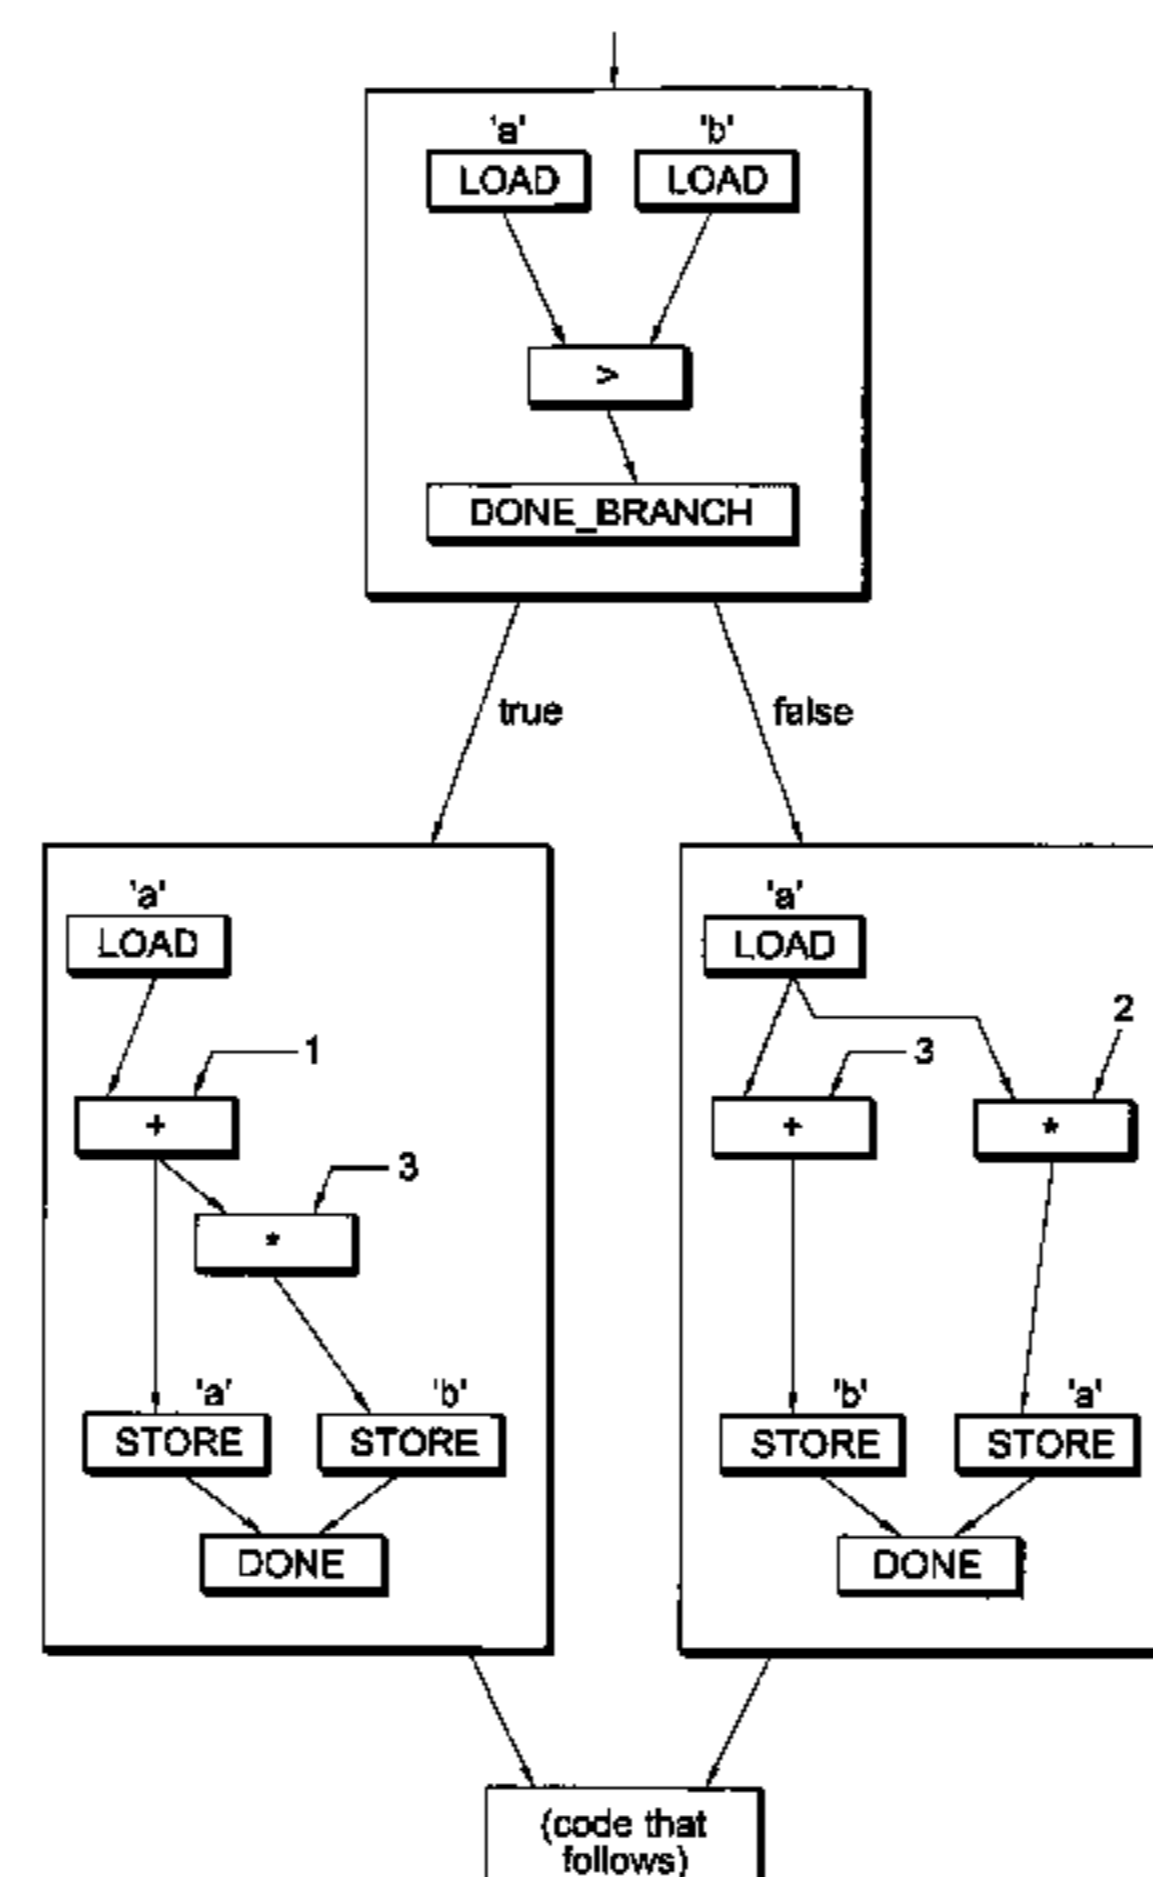 'a' 'b'
LOAD LOAD
>
DONE_BRANCH
true false
'a'
LOAD
1
+
3
*
'a' 'b'
STORE STORE
DONE
'a'
LOAD
2
3
+ *
'b' 'a'
STORE STORE
DONE
(code that
follows)